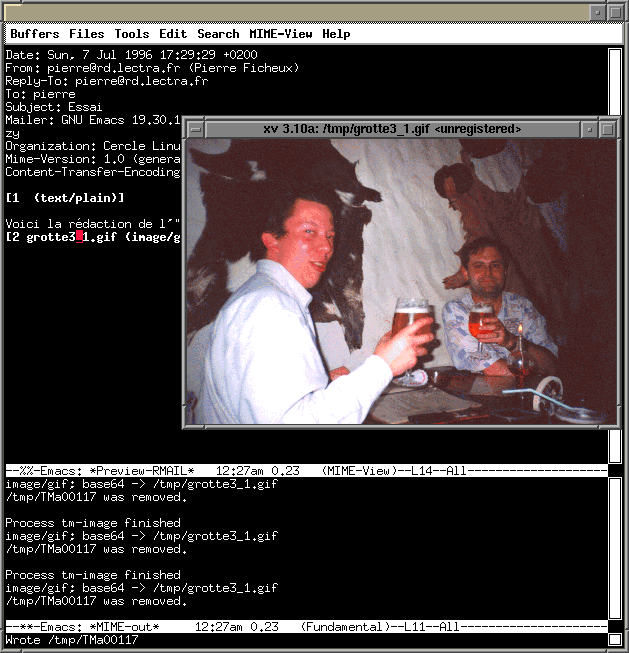 Buffers Files Tools Edit Search MIME-View Help
Date: Sun, 7 Jul 1996 17:29:29 +0200
From: pierre@rd.lectra.fr (Pierre Ficheux)
Reply-To: pierre@rd.lectra.fr
To: pierre
Subject: Essai
Mailer: GNU Emacs 19.30.1
zy
Organization: Cercle Linu
Mime-Version: 1.0 (genera
Content-Transfer-Encoding
[1  (text/plain)]
Voici la rédaction de l'"
[2 grotte3_1.gif (image/g
xv 3.10a: /tmp/grotte3_1.gif <unregistered>
--%%-Emacs: *Preview-RMAIL*   12:27am 0.23   (MIME-View)--L14--All---------------------
image/gif; base64 -> /tmp/grotte3_1.gif
/tmp/TMa00117 was removed.
Process tm-image finished
image/gif; base64 -> /tmp/grotte3_1.gif
/tmp/TMa00117 was removed.
Process tm-image finished
image/gif; base64 -> /tmp/grotte3_1.gif
/tmp/TMa00117 was removed.
--**-Emacs: *MIME-out*     12:27am 0.23   (Fundamental)--L11--All----------------------
Wrote /tmp/TMa00117